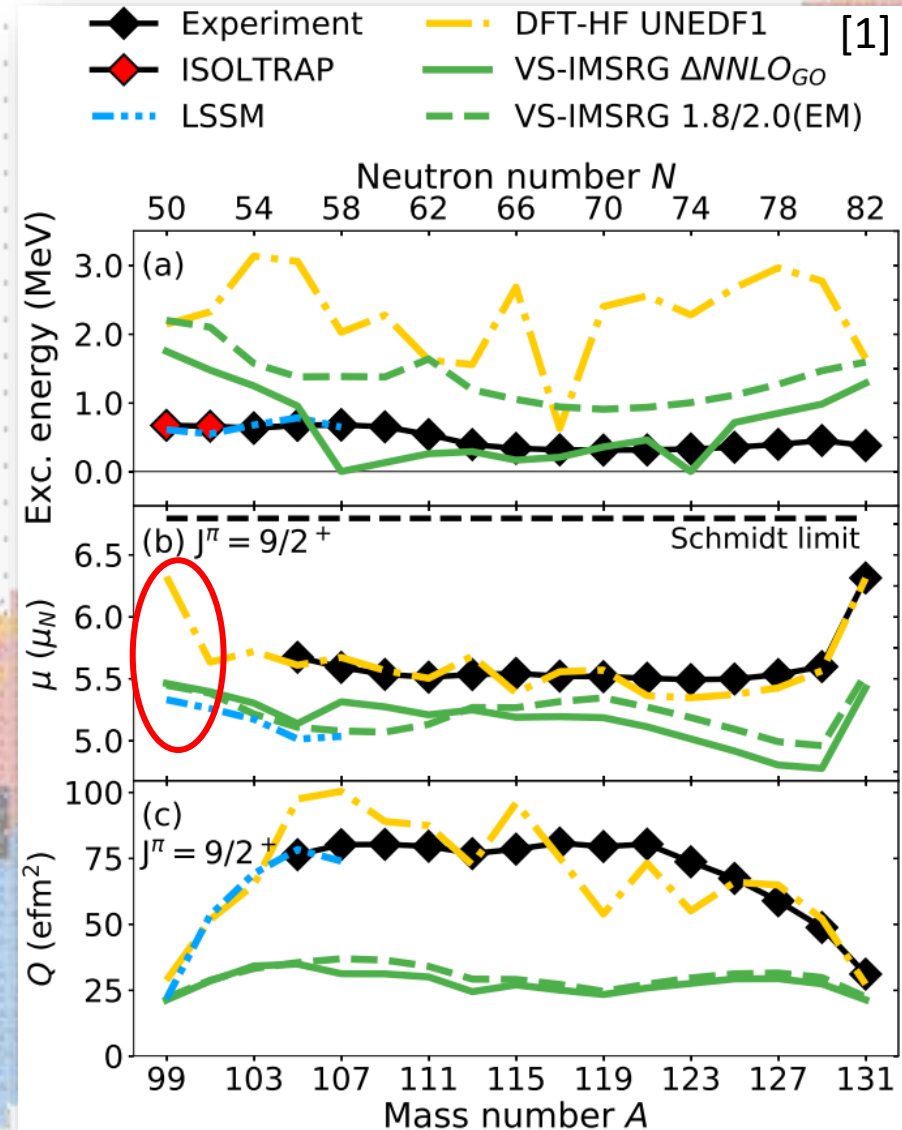 Experiment
ISOLTRAP
LSSM
DFT-HF UNEDF1
VS-IMSRG ΔNNLO_GO
VS-IMSRG 1.8/2.0(EM)
[1]
Neutron number N
50 54 58 62 66 70 74 78 82
Exc. energy (MeV)
(a)
3.0
2.0
1.0
0.0
μ (μ_N)
(b) J^π = 9/2⁺
Schmidt limit
6.5
6.0
5.5
5.0
Q (efm²)
(c)
J^π = 9/2⁺
100
75
50
25
0
99 103 107 111 115 119 123 127 131
Mass number A